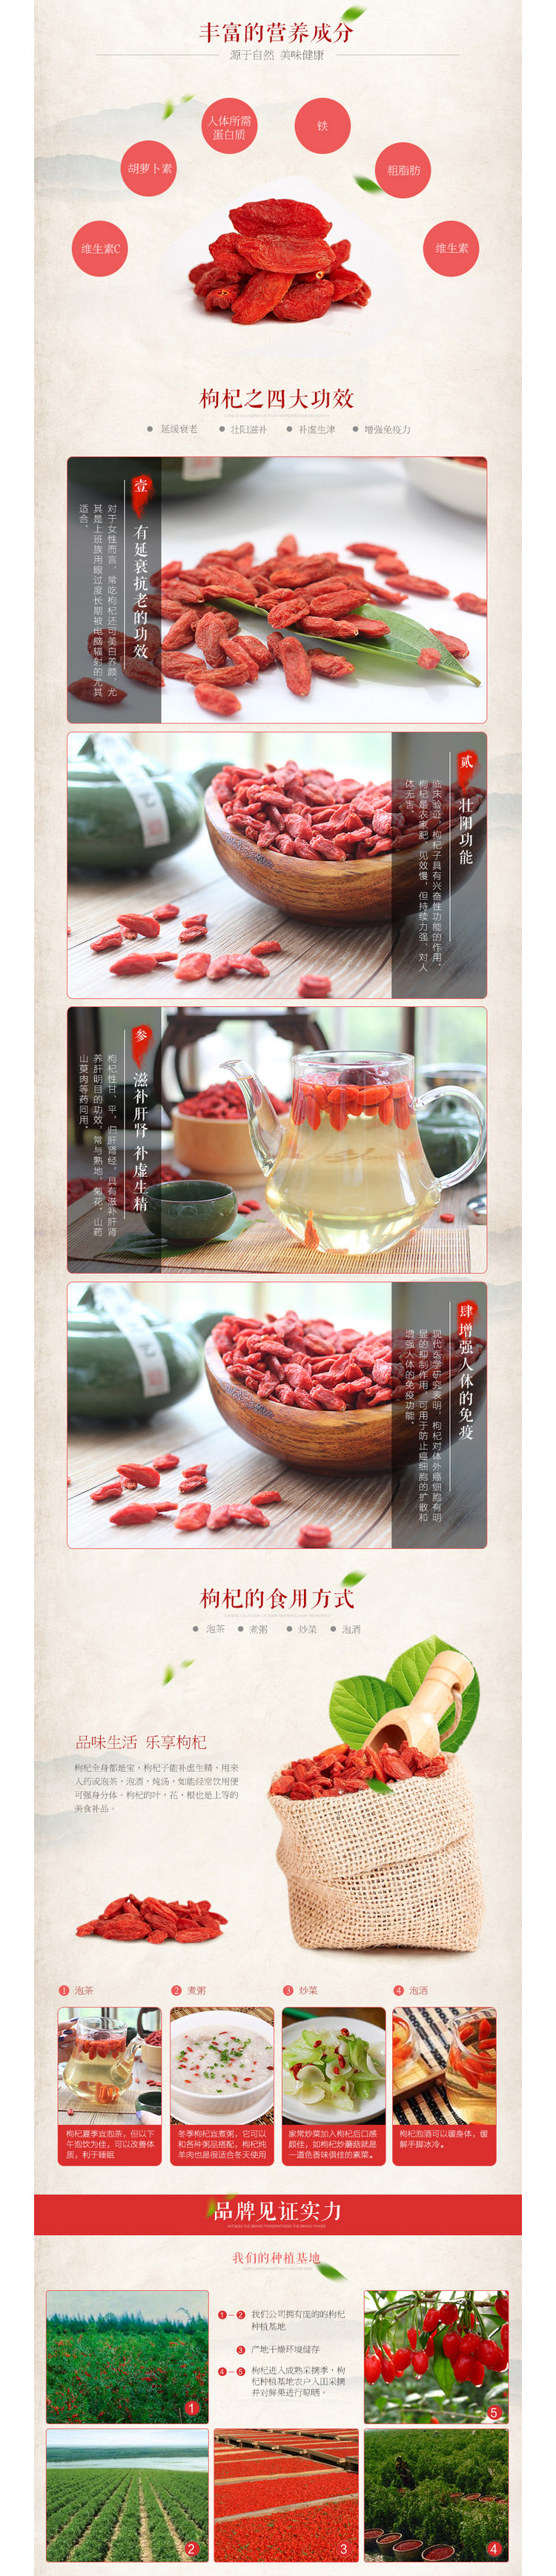 丰富的营养成分
源于自然 美味健康
人体所需
蛋白质
铁
胡萝卜素
粗脂肪
维生素C
维生素
枸杞之四大功效
延缓衰老
壮阳滋补
补虚生津
增强免疫力
壹
有延衰抗老的功效
对于女性而言，常吃枸杞还可美白养颜，尤
其是上班族用眼过度长期被电脑辐射的尤其
适合。
贰
壮阳功能
临床验证，枸杞子具有兴奋性功能的作用。
枸杞是农家肥，见效慢，但持续力强，对人
体无害。
叁
滋补肝肾 补虚生精
枸杞性甘、平，归肝肾经，具有滋补肝肾
养肝明目的功效，常与熟地、菊花、山药
山萸肉等药同用。
肆
增强人体的免疫
现代医学研究表明，枸杞对体外癌细胞有明
显的抑制作用，可用于防止癌细胞的扩散和
增强人体的免疫功能。
枸杞的食用方式
泡茶
煮粥
炒菜
泡酒
品味生活 乐享枸杞
枸杞全身都是宝，枸杞子能补虚生精，用来
入药或泡茶，泡酒，炖汤，如能经常饮用便
可强身分体。枸杞的叶，花，根也是上等的
美食补品。
1 泡茶
2 煮粥
3 炒菜
4 泡酒
枸杞夏季宜泡茶，但以下
午泡饮为佳，可以改善体
质，利于睡眠
冬季枸杞宜煮粥，它可以
和各种粥品搭配，枸杞炖
羊肉也是很适合冬天使用
家常炒菜加入枸杞后口感
颇佳，如枸杞炒蘑菇就是
一道色香味俱佳的素菜。
枸杞泡酒可以暖身体，缓
解手脚冰冷。
品牌见证实力
我们的种植基地
1-2 我们公司拥有庞的的枸杞
种植基地
3 产地干燥环境储存
4-5 枸杞进入成熟采摘季，枸
杞种植基地农户入田采摘
并对鲜果进行晾晒。
1
5
2
3
4